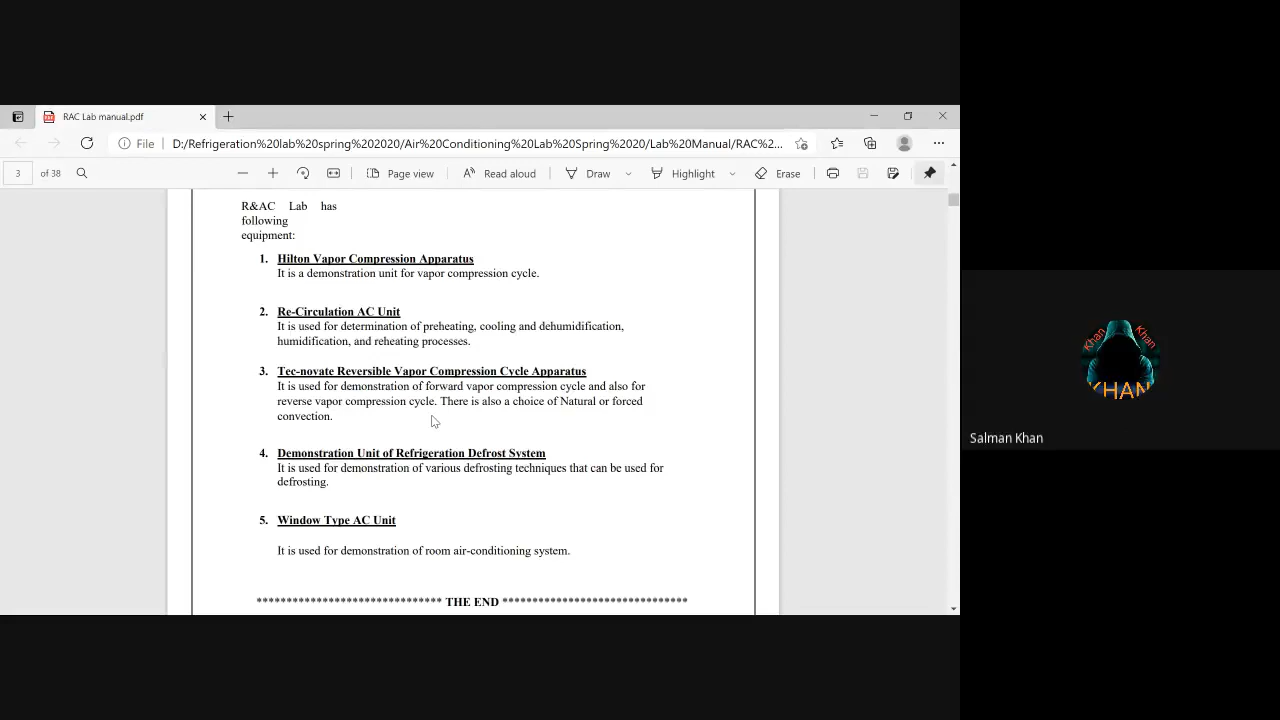 RAC Lab manual.pdf
File D:/Refrigeration%20lab%20spring%202020/Air%20Conditioning%20Lab%20Spring%2020/Lab%20Manual/RAC%2...
3 of 38 Page view Read aloud Draw Highlight Erase
R&AC Lab has
following
equipment:
1. Hilton Vapor Compression Apparatus
It is a demonstration unit for vapor compression cycle.
2. Re-Circulation AC Unit
It is used for determination of preheating, cooling and dehumidification,
humidification, and reheating processes.
3. Tec-novate Reversible Vapor Compression Cycle Apparatus
It is used for demonstration of forward vapor compression cycle and also for
reverse vapor compression cycle. There is also a choice of Natural or forced
convection.
4. Demonstration Unit of Refrigeration Defrost System
It is used for demonstration of various defrosting techniques that can be used for
defrosting.
5. Window Type AC Unit
It is used for demonstration of room air-conditioning system.
******************************* THE END *******************************
Khan Khan
KHAN
Salman Khan